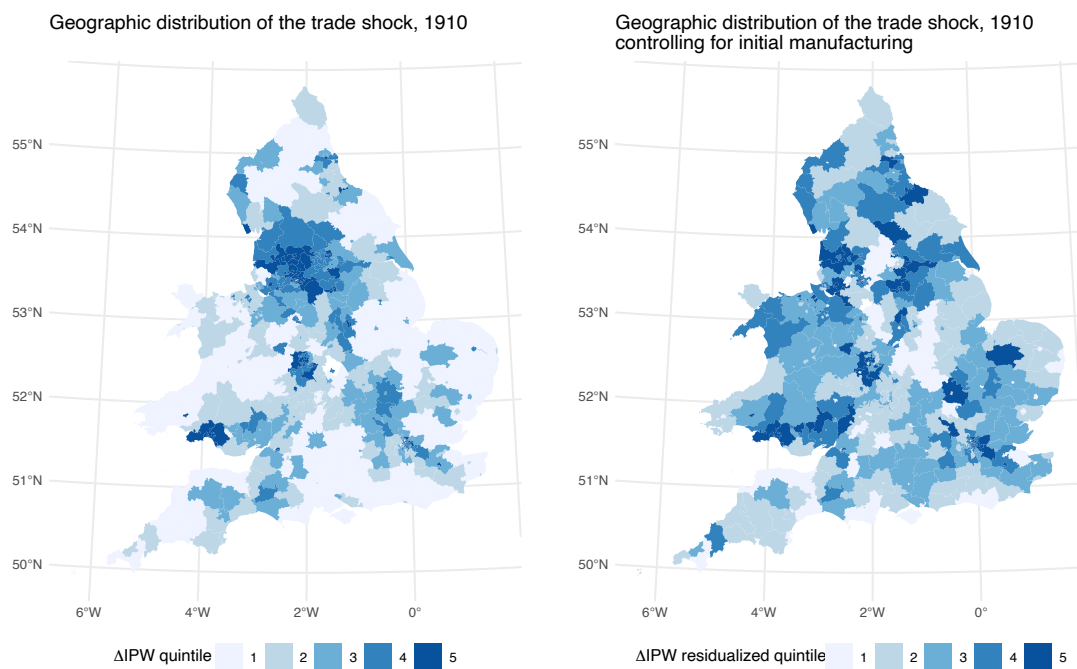 Geographic distribution of the trade shock, 1910
Geographic distribution of the trade shock, 1910
controlling for initial manufacturing
55°N
54°N
53°N
52°N
51°N
50°N
6°W 4°W 2°W 0°
ΔIPW quintile 1 2 3 4 5
55°N
54°N
53°N
52°N
51°N
50°N
6°W 4°W 2°W 0°
ΔIPW residualized quintile 1 2 3 4 5